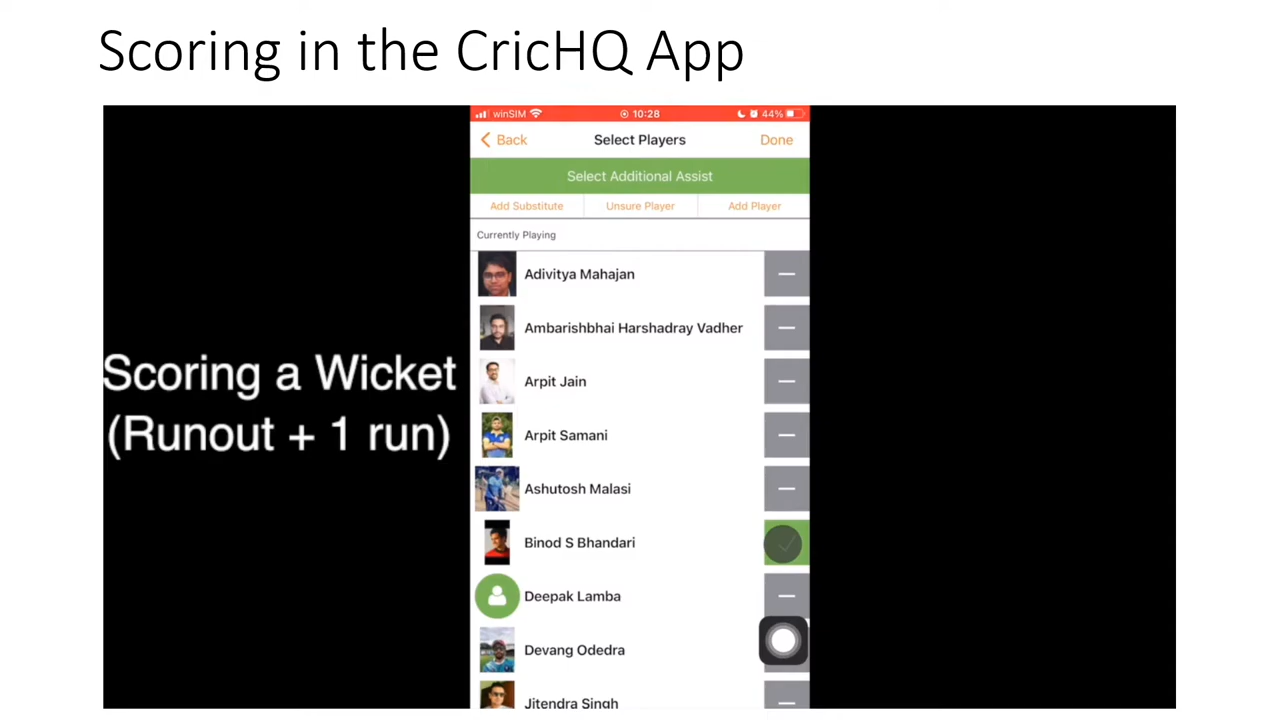 Scoring in the CricHQ App
winSIM 10:28 44%
Back Select Players Done
Select Additional Assist
Add Substitute Unsure Player Add Player
Currently Playing
Adivitya Mahajan
Ambarishbhai Harshadray Vadher
Arpit Jain
Arpit Samani
Ashutosh Malasi
Binod S Bhandari
Deepak Lamba
Devang Odedra
Jitendra Singh
Scoring a Wicket
(Runout + 1 run)